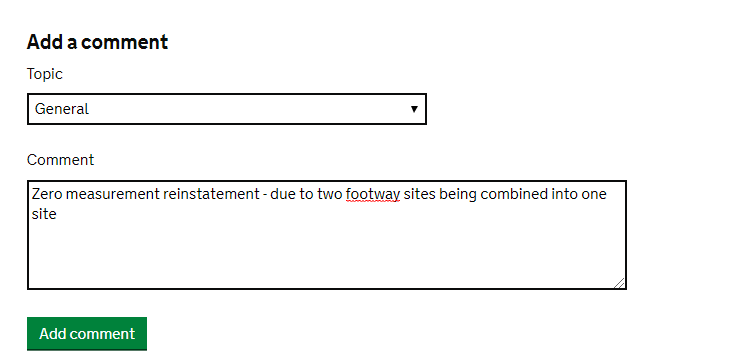 Add a comment
Topic
General
Comment
Zero measurement reinstatement - due to two footway sites being combined into one
site
Add comment